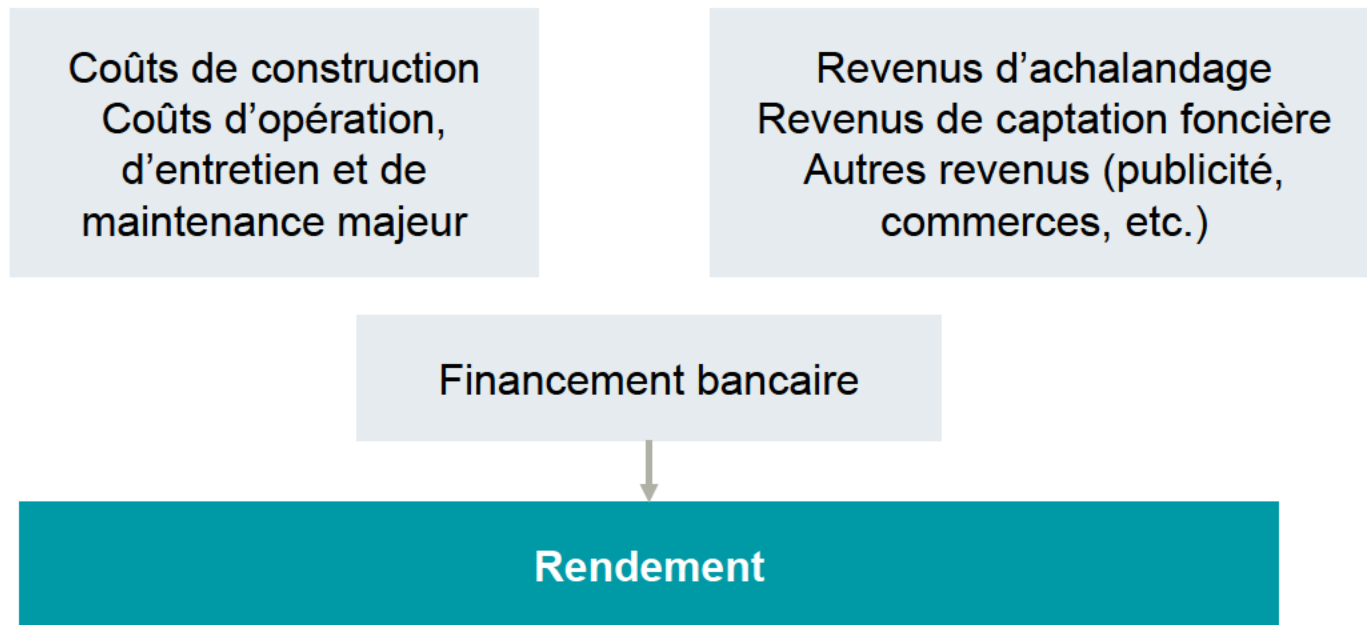 Coûts de construction
Coûts d’opération,
d’entretien et de
maintenance majeur
Revenus d’achalandage
Revenus de captation foncière
Autres revenus (publicité,
commerces, etc.)
Financement bancaire
Rendement